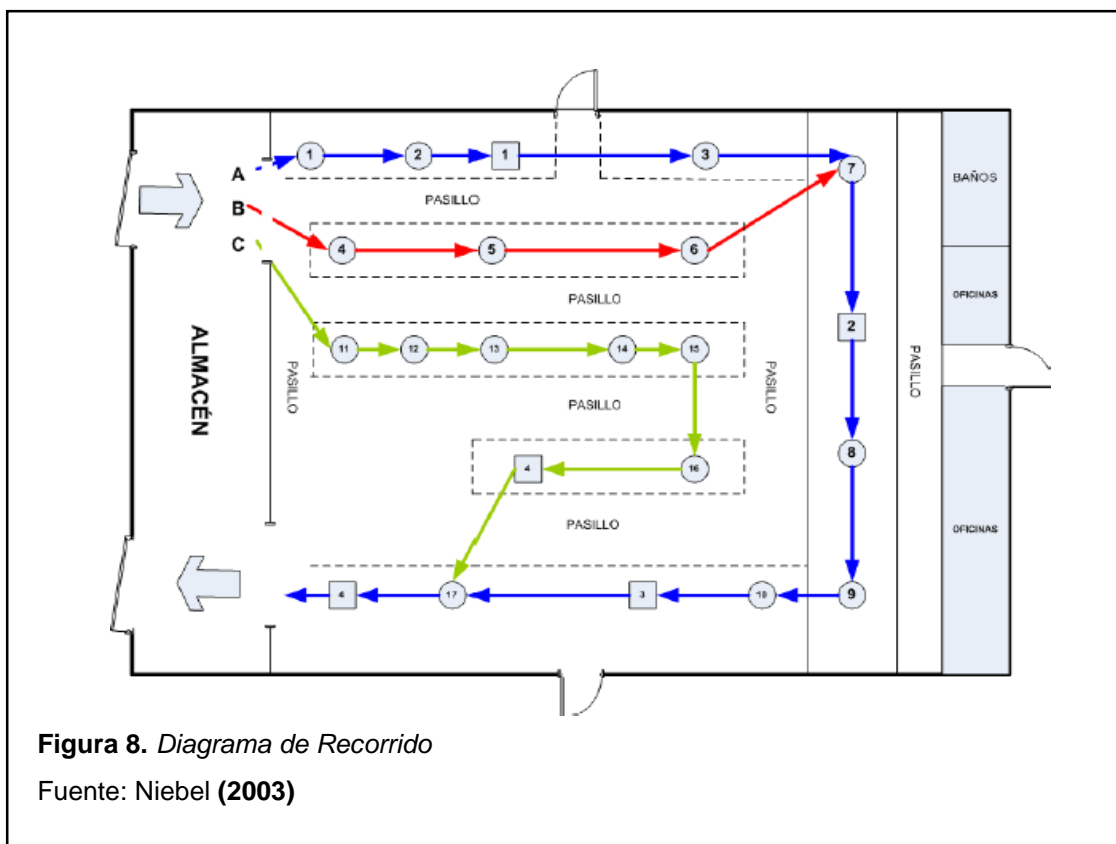 A 1 2 1 3 7
B 4 5 6
C 11 12 13 14 15
16 4
2
8
9 10 3 17 4
PASILLO
PASILLO
PASILLO
PASILLO
PASILLO
PASILLO
PASILLO
ALMACÉN
BAÑOS
OFICINAS
OFICINAS
Figura 8. Diagrama de Recorrido
Fuente: Niebel (2003)